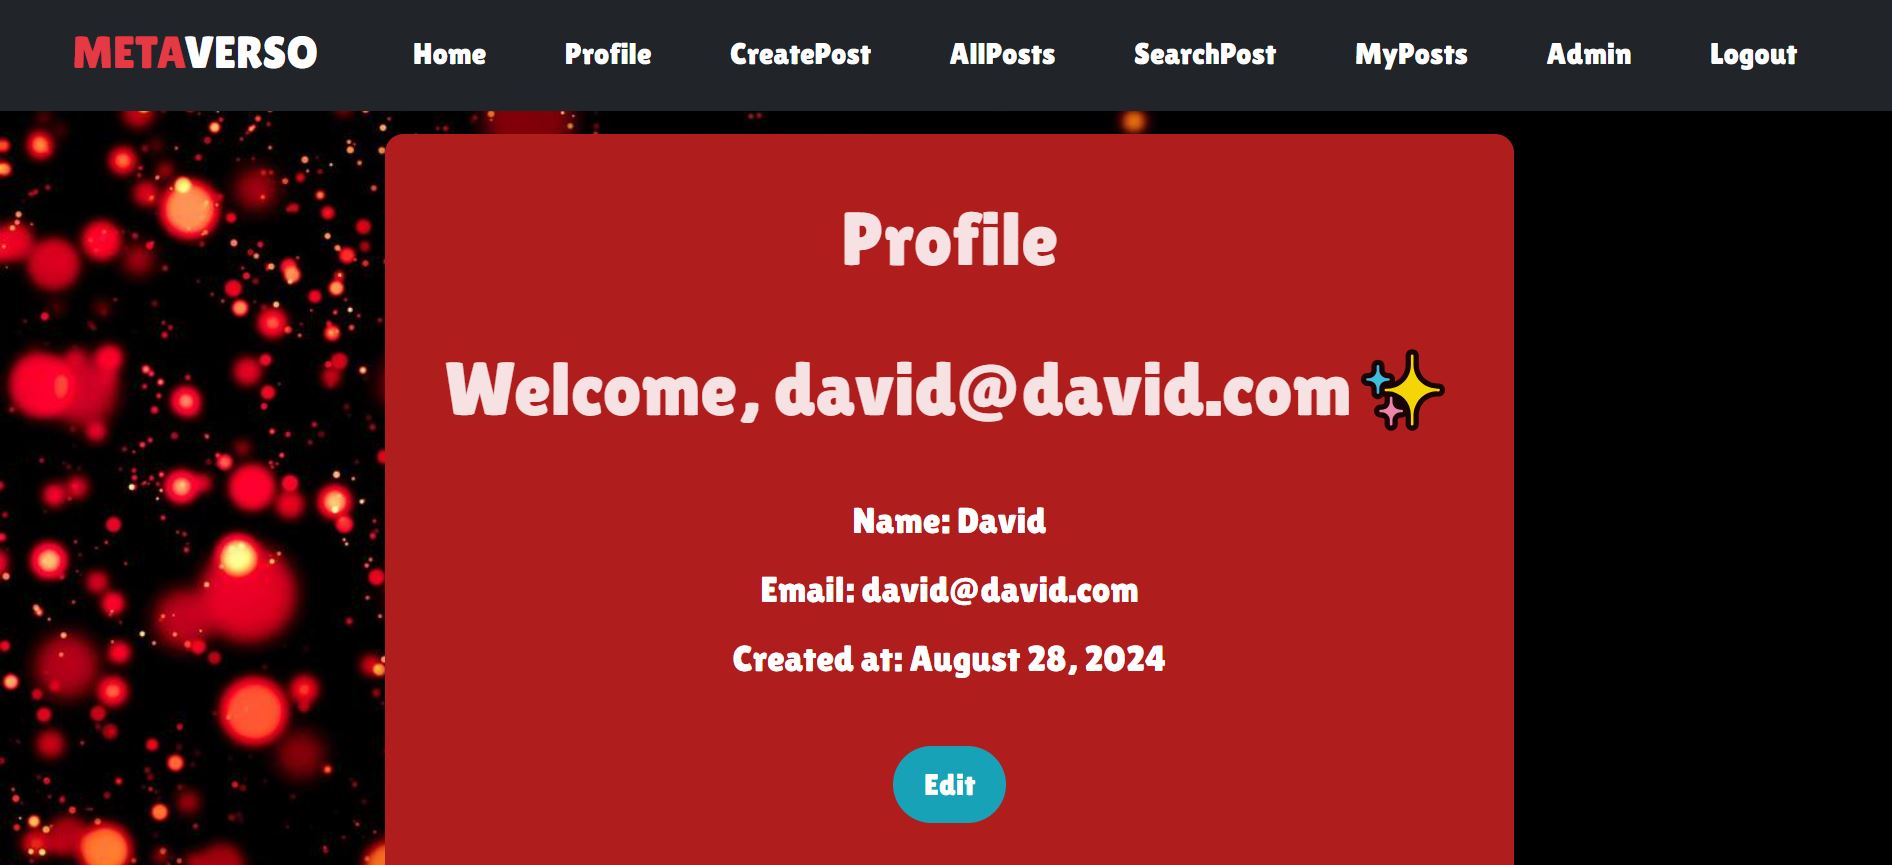 METAVERSO Home Profile CreatePost AllPosts SearchPost MyPosts Admin Logout
Profile
Welcome, david@david.com
Name: David
Email: david@david.com
Created at: August 28, 2024
Edit